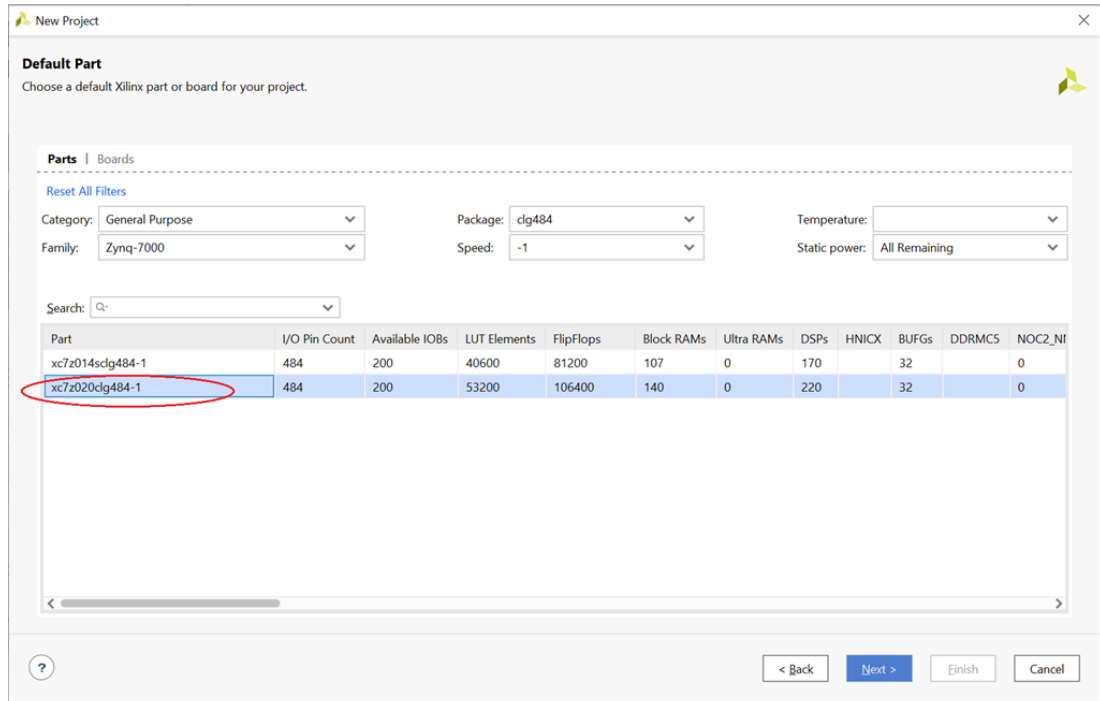 New Project
Default Part
Choose a default Xilinx part or board for your project.
Parts | Boards
Reset All Filters
Category: General Purpose Package: clg484 Temperature:
Family: Zynq-7000 Speed: -1 Static power: All Remaining
Search:
Part I/O Pin Count Available IOBs LUT Elements FlipFlops Block RAMs Ultra RAMs DSPs HNICX BUFGs DDRMC5
xc7z014sclg484-1 484 200 40600 81200 107 0 170 32 0
xc7z020clg484-1 484 200 53200 106400 140 0 220 32 0
? < Back Next > Finish Cancel